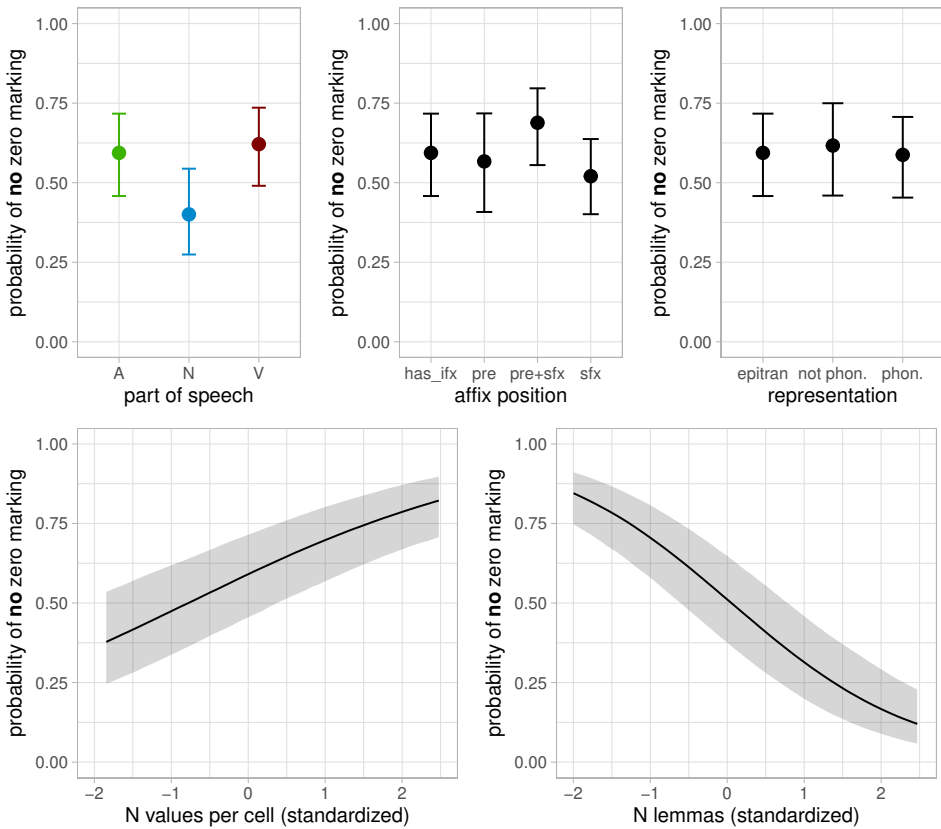 probability of no zero marking
1.00
0.75
0.50
0.25
0.00
A N V
part of speech
probability of no zero marking
1.00
0.75
0.50
0.25
0.00
has_ifx pre pre+sfx sfx
affix position
probability of no zero marking
1.00
0.75
0.50
0.25
0.00
epitran not phon. phon.
representation
probability of no zero marking
1.00
0.75
0.50
0.25
0.00
−2 −1 0 1 2
N values per cell (standardized)
probability of no zero marking
1.00
0.75
0.50
0.25
0.00
−2 −1 0 1 2
N lemmas (standardized)